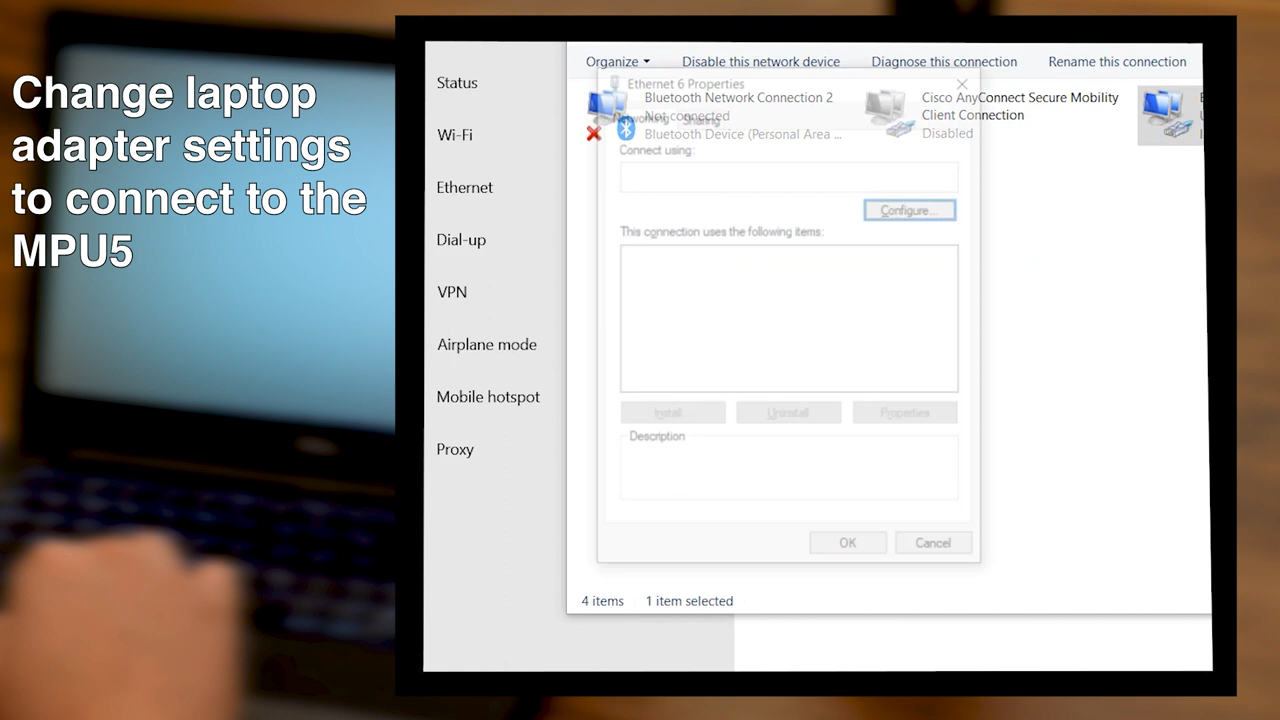 Change laptop
adapter settings
to connect to the
MPU5
Status
Wi-Fi
Ethernet
Dial-up
VPN
Airplane mode
Mobile hotspot
Proxy
Organize
Disable this network device
Diagnose this connection
Rename this connection
Ethernet 6 Properties
Bluetooth Network Connection 2
Not connected
Bluetooth Device (Personal Area ...
Cisco AnyConnect Secure Mobility
Client Connection
Disabled
Networking
Sharing
Connect using:
Configure...
This connection uses the following items:
Install...
Uninstall
Properties
Description
OK
Cancel
4 items
1 item selected